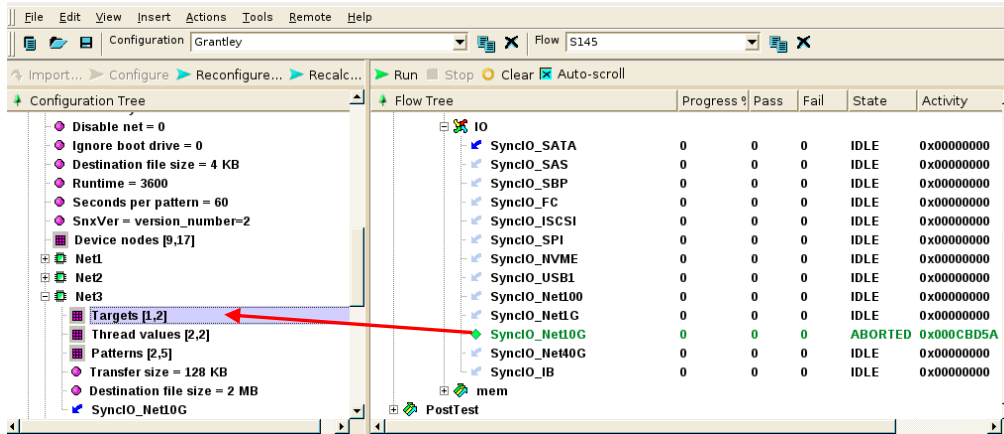 File Edit View Insert Actions Tools Remote Help
Configuration Grantley Flow S145
Import... Configure Reconfigure... Recalc... Run Stop Clear Auto-scroll
Configuration Tree
Disable net = 0
Ignore boot drive = 0
Destination file size = 4 KB
Runtime = 3600
Seconds per pattern = 60
SnxVer = version_number=2
Device nodes [9,17]
Net1
Net2
Net3
Targets [1,2]
Thread values [2,2]
Patterns [2,5]
Transfer size = 128 KB
Destination file size = 2 MB
SyncIO_Net10G
Flow Tree Progress % Pass Fail State Activity
IO
SyncIO_SATA 0 0 0 IDLE 0x00000000
SyncIO_SAS 0 0 0 IDLE 0x00000000
SyncIO_SBP 0 0 0 IDLE 0x00000000
SyncIO_FC 0 0 0 IDLE 0x00000000
SyncIO_ISCSI 0 0 0 IDLE 0x00000000
SyncIO_SPI 0 0 0 IDLE 0x00000000
SyncIO_NVME 0 0 0 IDLE 0x00000000
SyncIO_USB1 0 0 0 IDLE 0x00000000
SyncIO_Net100 0 0 0 IDLE 0x00000000
SyncIO_Net1G 0 0 0 IDLE 0x00000000
SyncIO_Net10G 0 0 0 ABORTED 0x000CBD5A
SyncIO_Net40G 0 0 0 IDLE 0x00000000
SyncIO_IB 0 0 0 IDLE 0x00000000
mem
PostTest